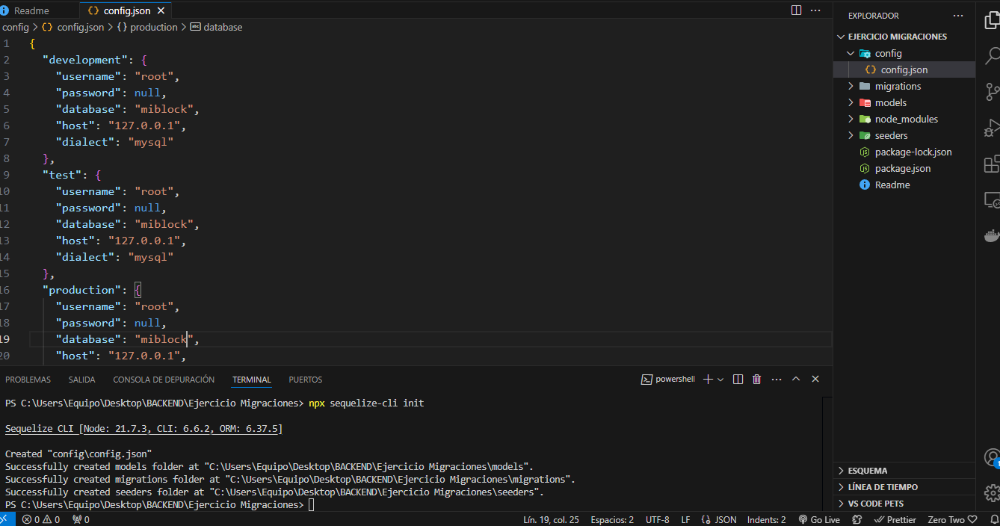 Readme
{} config.json ×
config > {} config.json > {} production > database
1 {
2 "development": {
3 "username": "root",
4 "password": null,
5 "database": "miblock",
6 "host": "127.0.0.1",
7 "dialect": "mysql"
8 },
9 "test": {
10 "username": "root",
11 "password": null,
12 "database": "miblock",
13 "host": "127.0.0.1",
14 "dialect": "mysql"
15 },
16 "production": {
17 "username": "root",
18 "password": null,
19 "database": "miblock",
20 "host": "127.0.0.1",
PROBLEMAS SALIDA CONSOLA DE DEPURACIÓN TERMINAL PUERTOS
powershell
PS C:\Users\Equipo\Desktop\BACKEND\Ejercicio Migraciones> npx sequelize-cli init
Sequelize CLI [Node: 21.7.3, CLI: 6.6.2, ORM: 6.37.5]
Created "config\config.json"
Successfully created models folder at "C:\Users\Equipo\Desktop\BACKEND\Ejercicio Migraciones\models".
Successfully created migrations folder at "C:\Users\Equipo\Desktop\BACKEND\Ejercicio Migraciones\migrations".
Successfully created seeders folder at "C:\Users\Equipo\Desktop\BACKEND\Ejercicio Migraciones\seeders".
PS C:\Users\Equipo\Desktop\BACKEND\Ejercicio Migraciones>
EXPLORADOR ...
EJERCICIO MIGRACIONES
config
{} config.json
migrations
models
node_modules
seeders
package-lock.json
package.json
Readme
ESQUEMA
LÍNEA DE TIEMPO
VS CODE PETS
0 0 0 Lín. 19, col. 25 Espacios: 2 UTF-8 LF {} JSON Indents: 2 Go Live Prettier Zero Two